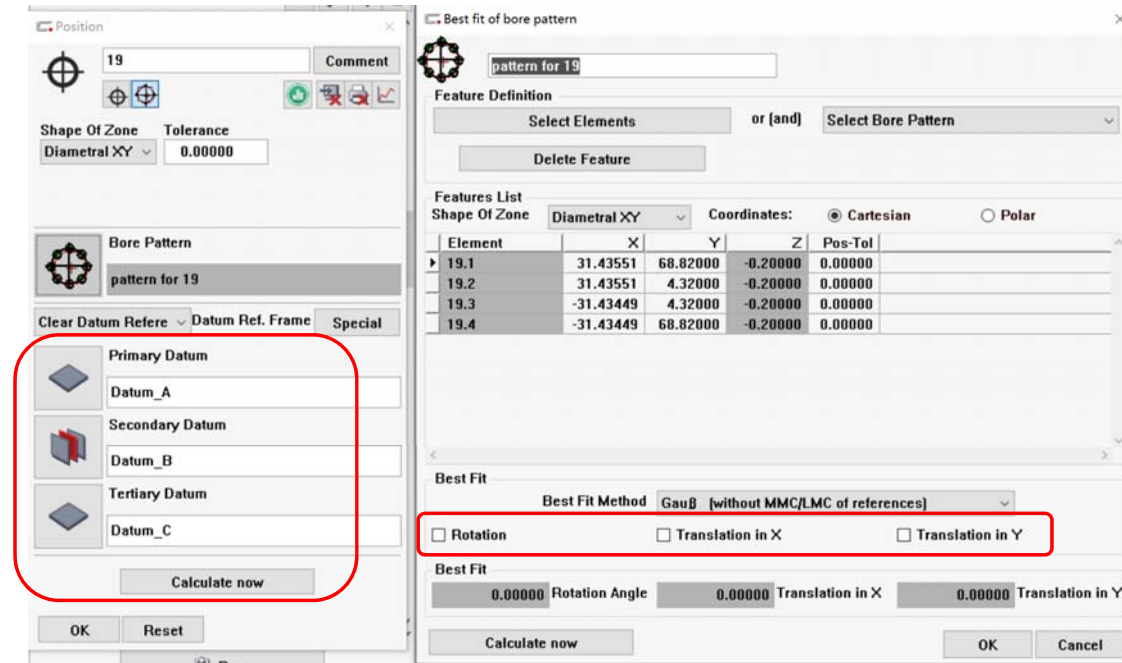 Position
19
Comment
Shape Of Zone Tolerance
Diametral XY 0.00000
Bore Pattern
pattern for 19
Clear Datum Refere Datum Ref. Frame Special
Primary Datum
Datum_A
Secondary Datum
Datum_B
Tertiary Datum
Datum_C
Calculate now
OK Reset
Best fit of bore pattern
pattern for 19
Feature Definition
Select Elements or (and) Select Bore Pattern
Delete Feature
Features List
Shape Of Zone Diametral XY Coordinates: Cartesian Polar
Element X Y Z Pos-Tol
19.1 31.43551 68.82000 -0.20000 0.00000
19.2 31.43551 4.32000 -0.20000 0.00000
19.3 -31.43449 4.32000 -0.20000 0.00000
19.4 -31.43449 68.82000 -0.20000 0.00000
Best Fit
Best Fit Method Gauß (without MMC/LMC of references)
Rotation Translation in X Translation in Y
Best Fit
0.00000 Rotation Angle 0.00000 Translation in X 0.00000 Translation in Y
Calculate now OK Cancel